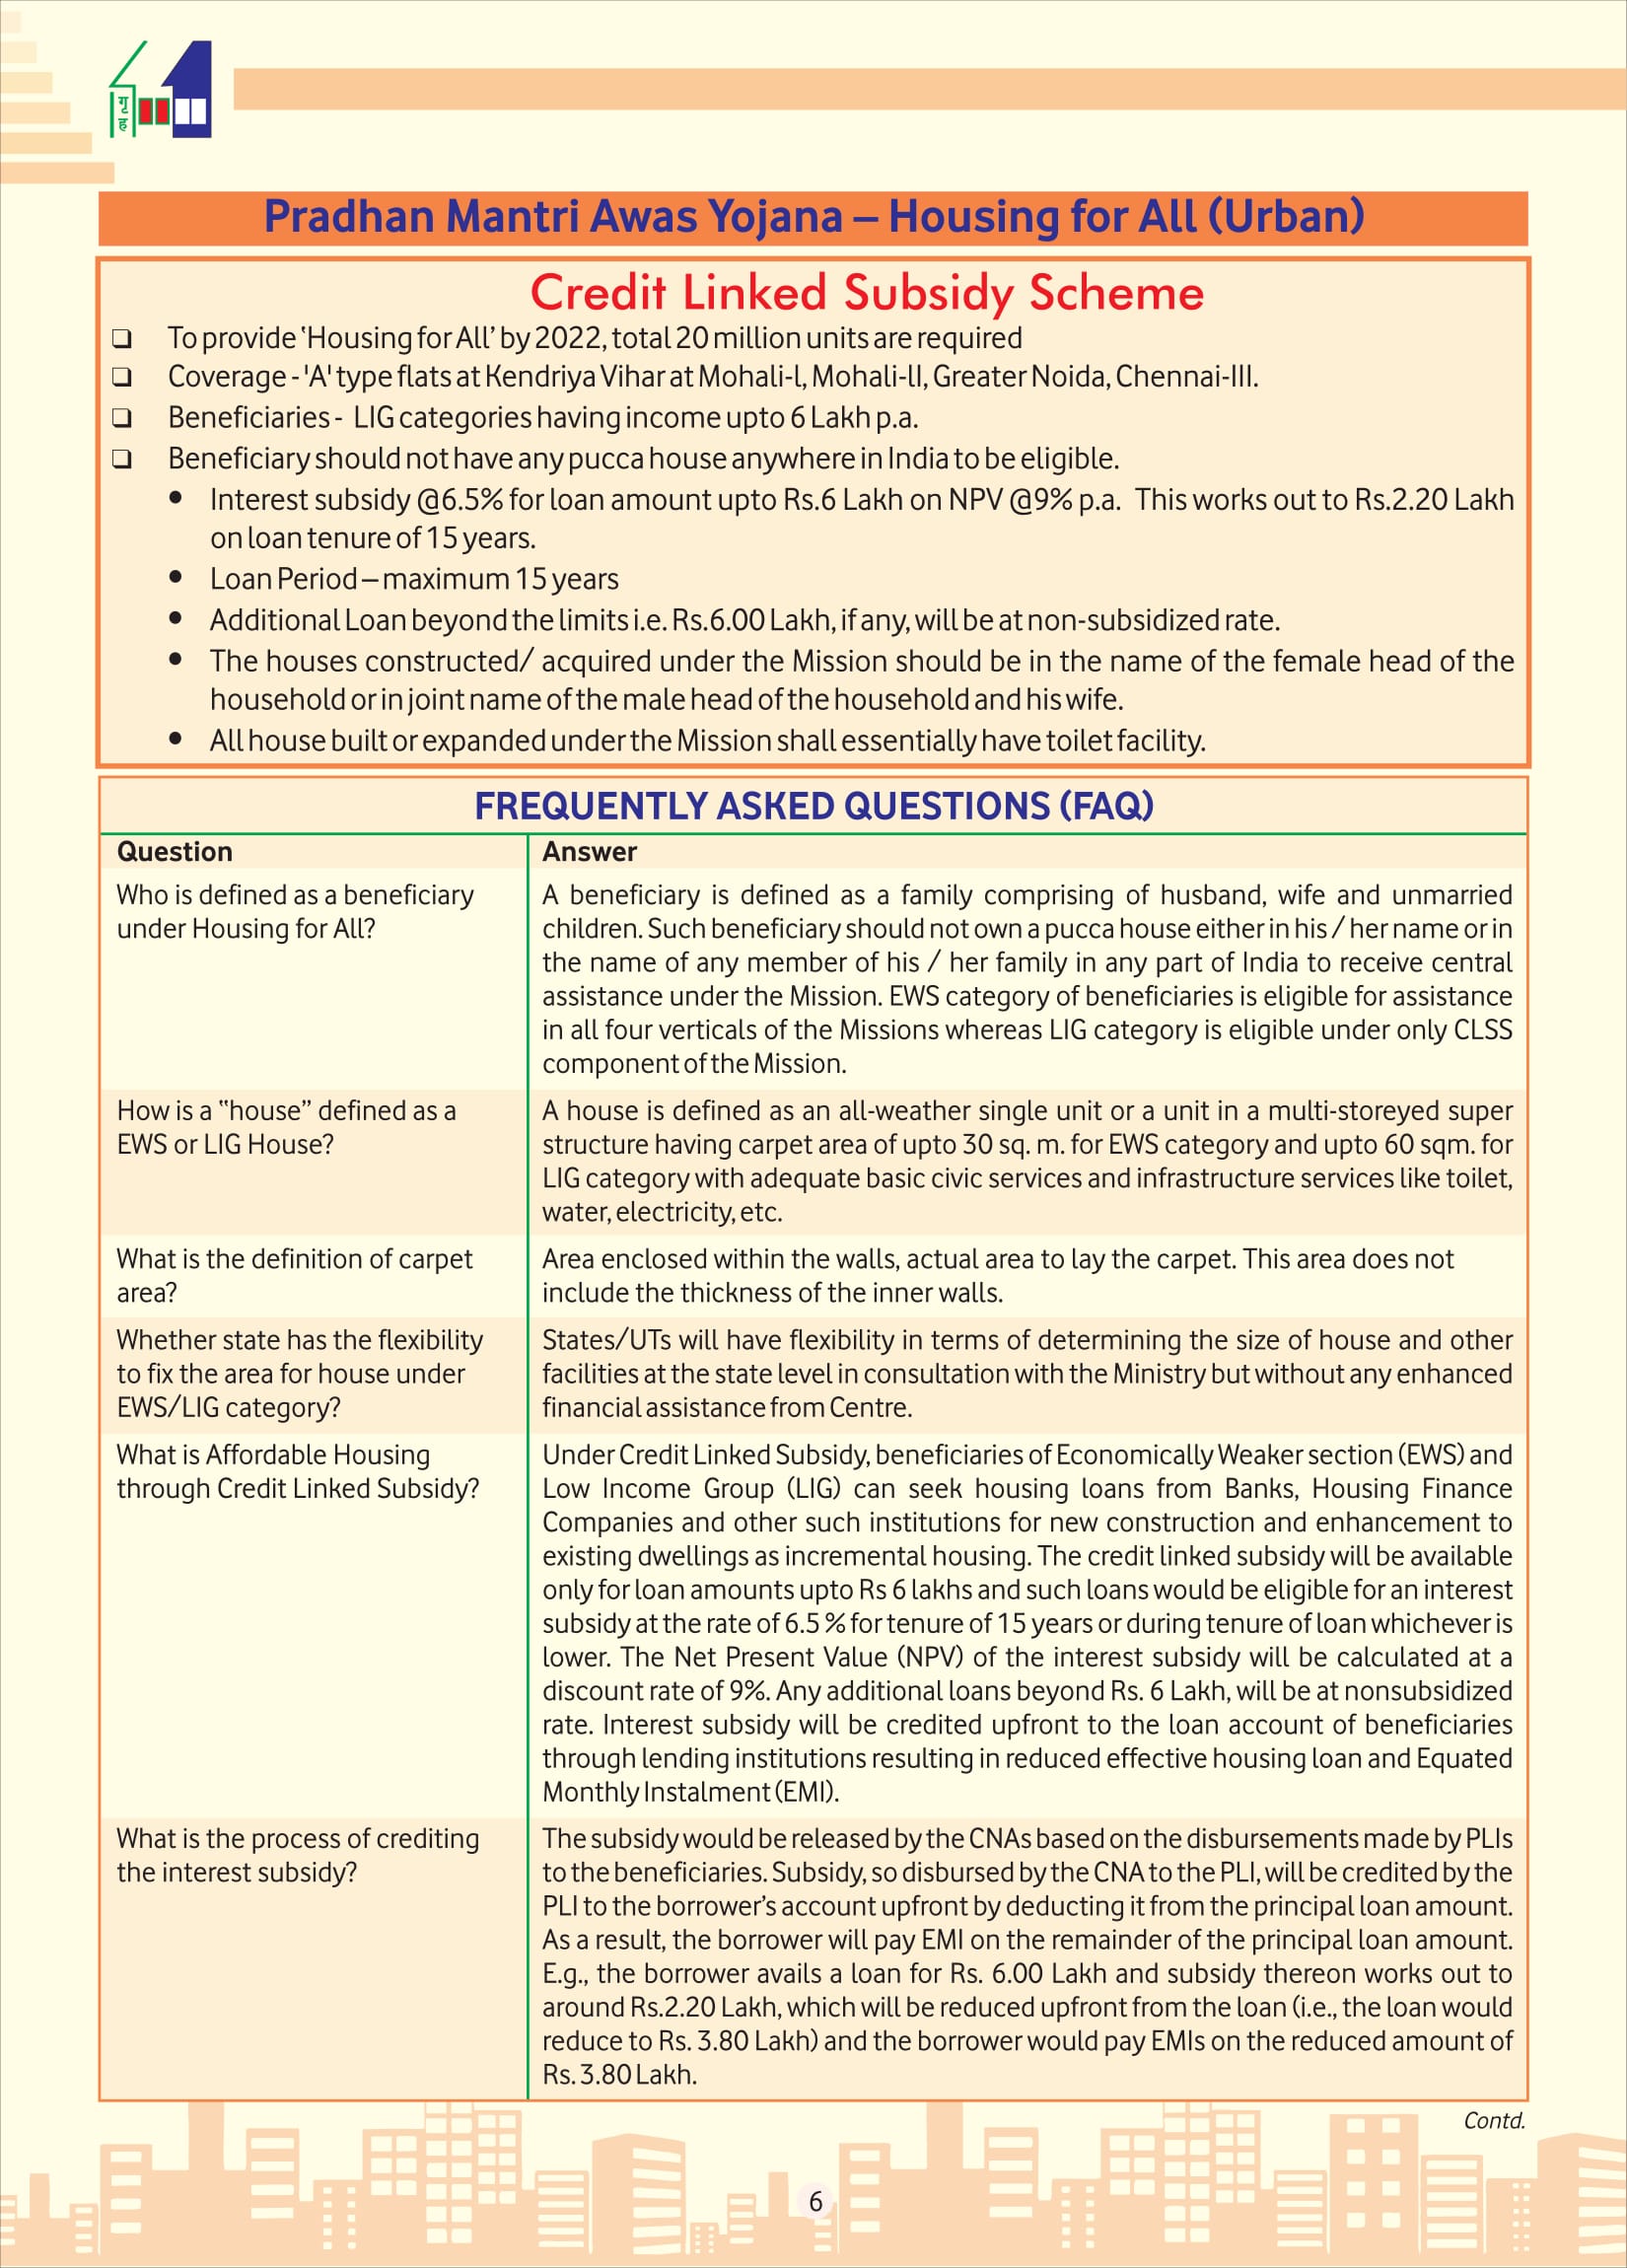 गृह
Pradhan Mantri Awas Yojana – Housing for All (Urban)
Credit Linked Subsidy Scheme
❑ To provide 'Housing for All' by 2022, total 20 million units are required
❑ Coverage - 'A' type flats at Kendriya Vihar at Mohali-I, Mohali-II, Greater Noida, Chennai-III.
❑ Beneficiaries - LIG categories having income upto 6 Lakh p.a.
❑ Beneficiary should not have any pucca house anywhere in India to be eligible.
• Interest subsidy @6.5% for loan amount upto Rs.6 Lakh on NPV @9% p.a. This works out to Rs.2.20 Lakh
on loan tenure of 15 years.
• Loan Period – maximum 15 years
• Additional Loan beyond the limits i.e. Rs.6.00 Lakh, if any, will be at non-subsidized rate.
• The houses constructed/ acquired under the Mission should be in the name of the female head of the
household or in joint name of the male head of the household and his wife.
• All house built or expanded under the Mission shall essentially have toilet facility.
FREQUENTLY ASKED QUESTIONS (FAQ)
Question
Answer
Who is defined as a beneficiary
under Housing for All?
A beneficiary is defined as a family comprising of husband, wife and unmarried
children. Such beneficiary should not own a pucca house either in his / her name or in
the name of any member of his / her family in any part of India to receive central
assistance under the Mission. EWS category of beneficiaries is eligible for assistance
in all four verticals of the Missions whereas LIG category is eligible under only CLSS
component of the Mission.
How is a "house" defined as a
EWS or LIG House?
A house is defined as an all-weather single unit or a unit in a multi-storeyed super
structure having carpet area of upto 30 sq. m. for EWS category and upto 60 sqm. for
LIG category with adequate basic civic services and infrastructure services like toilet,
water, electricity, etc.
What is the definition of carpet
area?
Area enclosed within the walls, actual area to lay the carpet. This area does not
include the thickness of the inner walls.
Whether state has the flexibility
to fix the area for house under
EWS/LIG category?
States/UTs will have flexibility in terms of determining the size of house and other
facilities at the state level in consultation with the Ministry but without any enhanced
financial assistance from Centre.
What is Affordable Housing
through Credit Linked Subsidy?
Under Credit Linked Subsidy, beneficiaries of Economically Weaker section (EWS) and
Low Income Group (LIG) can seek housing loans from Banks, Housing Finance
Companies and other such institutions for new construction and enhancement to
existing dwellings as incremental housing. The credit linked subsidy will be available
only for loan amounts upto Rs 6 lakhs and such loans would be eligible for an interest
subsidy at the rate of 6.5 % for tenure of 15 years or during tenure of loan whichever is
lower. The Net Present Value (NPV) of the interest subsidy will be calculated at a
discount rate of 9%. Any additional loans beyond Rs. 6 Lakh, will be at nonsubsidized
rate. Interest subsidy will be credited upfront to the loan account of beneficiaries
through lending institutions resulting in reduced effective housing loan and Equated
Monthly Instalment (EMI).
What is the process of crediting
the interest subsidy?
The subsidy would be released by the CNAs based on the disbursements made by PLIs
to the beneficiaries. Subsidy, so disbursed by the CNA to the PLI, will be credited by the
PLI to the borrower's account upfront by deducting it from the principal loan amount.
As a result, the borrower will pay EMI on the remainder of the principal loan amount.
E.g., the borrower avails a loan for Rs. 6.00 Lakh and subsidy thereon works out to
around Rs.2.20 Lakh, which will be reduced upfront from the loan (i.e., the loan would
reduce to Rs. 3.80 Lakh) and the borrower would pay EMIs on the reduced amount of
Rs. 3.80 Lakh.
Contd.
6